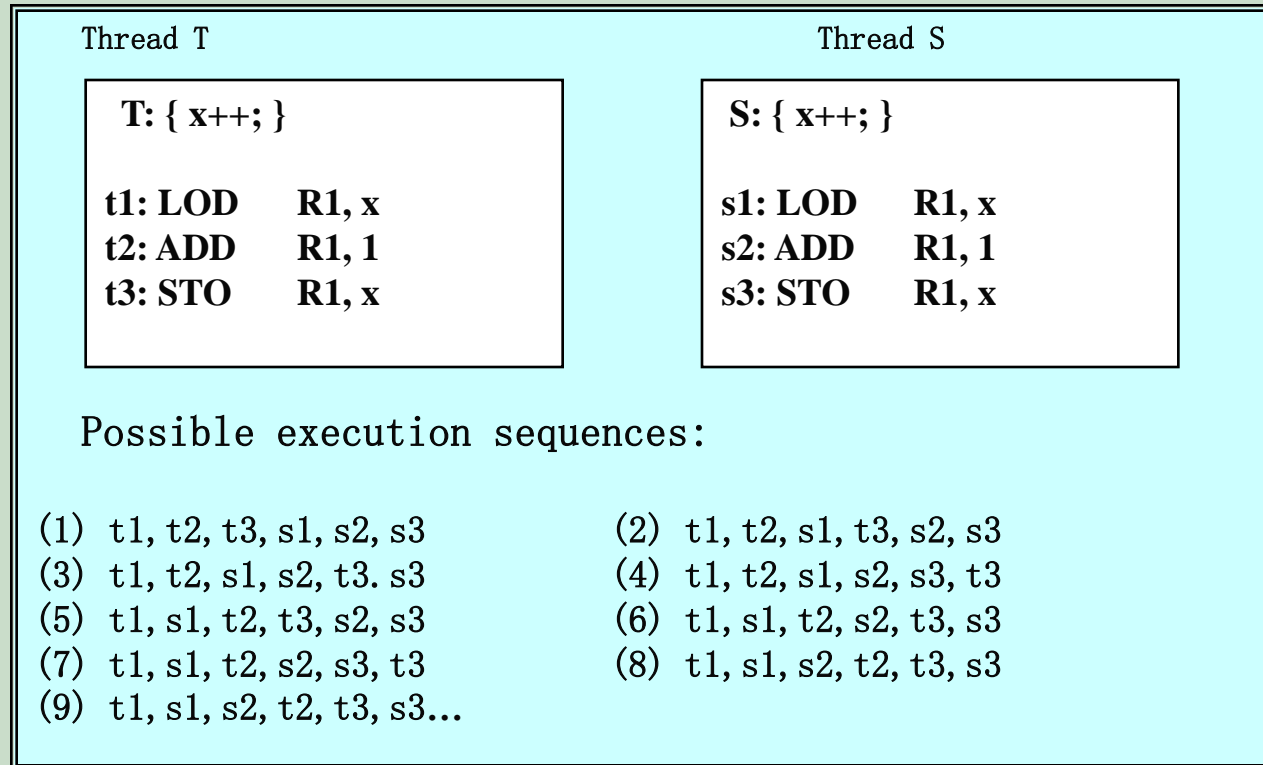 Thread T
Thread S
T: { x++; }
t1: LOD R1, x
t2: ADD R1, 1
t3: STO R1, x
S: { x++; }
s1: LOD R1, x
s2: ADD R1, 1
s3: STO R1, x
Possible execution sequences:
(1) t1, t2, t3, s1, s2, s3
(2) t1, t2, s1, t3, s2, s3
(3) t1, t2, s1, s2, t3. s3
(4) t1, t2, s1, s2, s3, t3
(5) t1, s1, t2, t3, s2, s3
(6) t1, s1, t2, s2, t3, s3
(7) t1, s1, t2, s2, s3, t3
(8) t1, s1, s2, t2, t3, s3
(9) t1, s1, s2, t2, t3, s3…